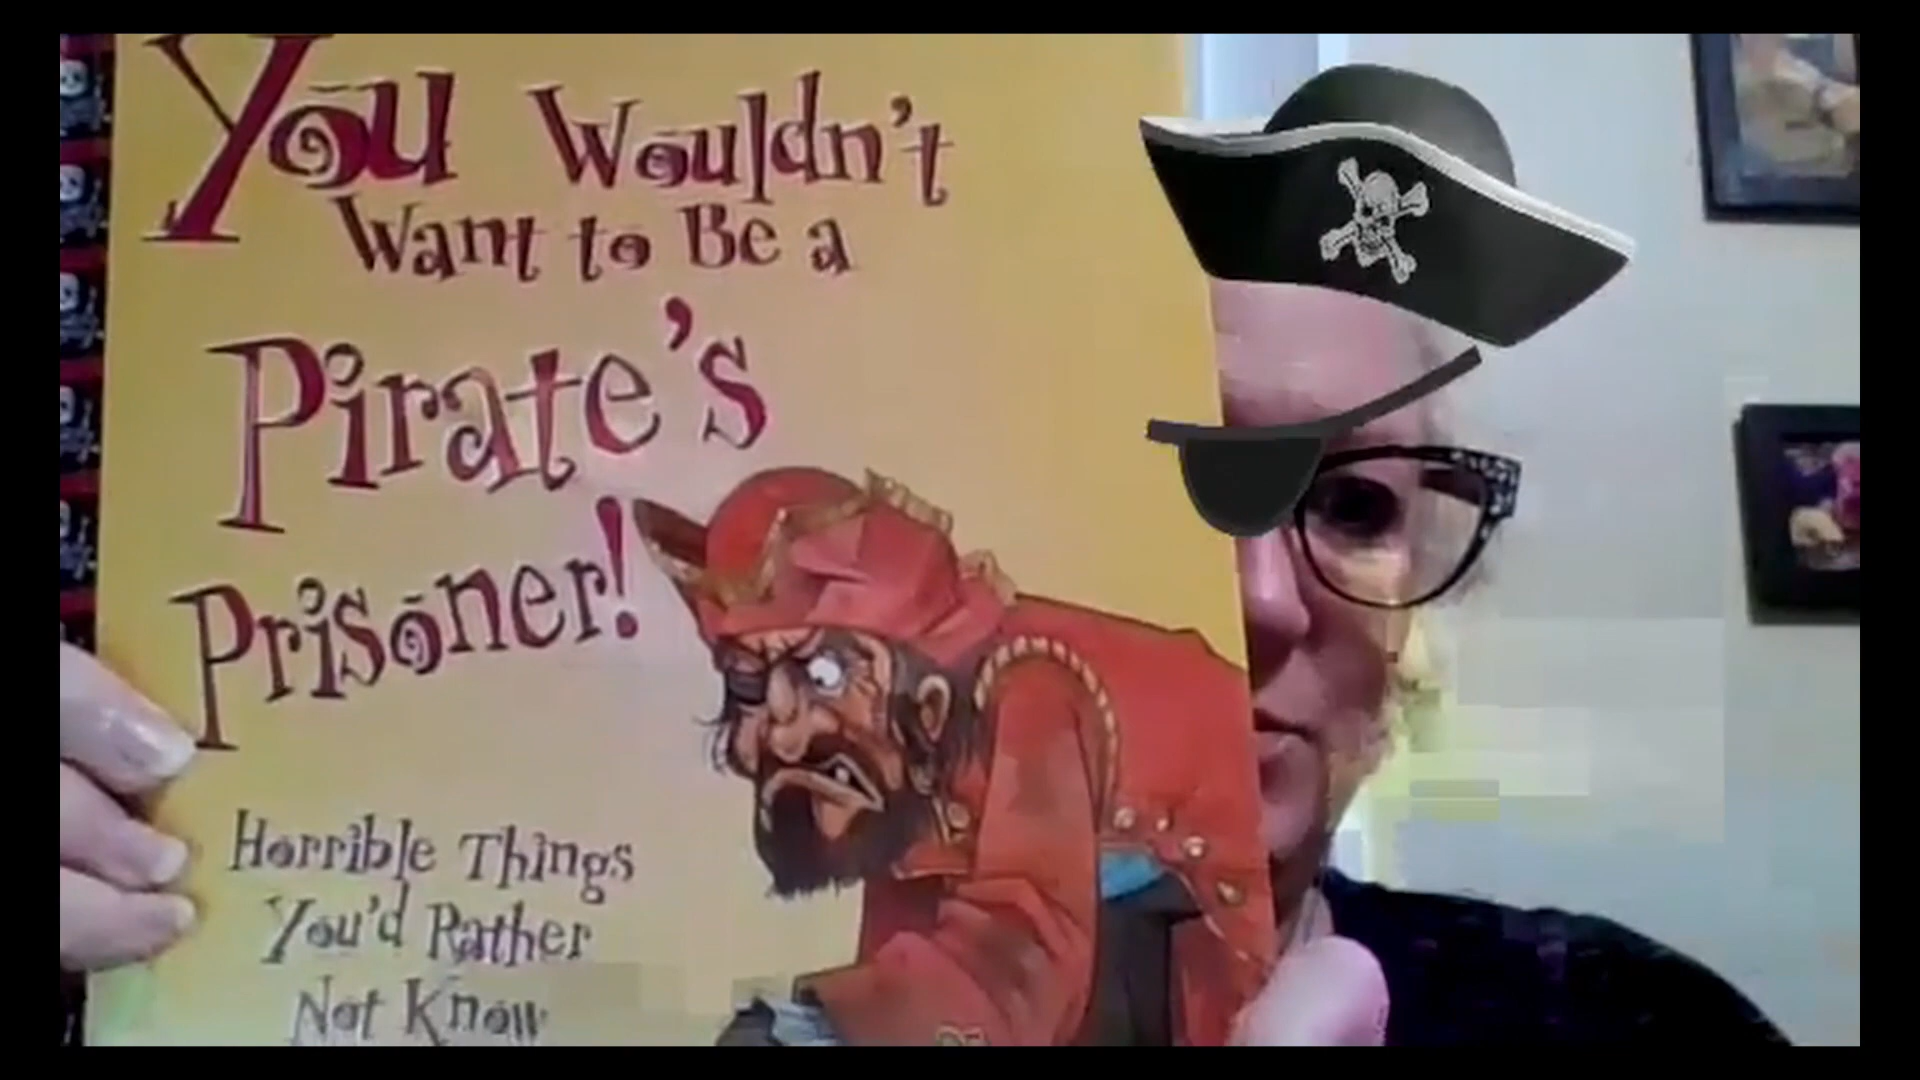 You Wouldn't
Want to Be a
Pirate's
Prisoner!
Horrible Things
You'd Rather
Not Know